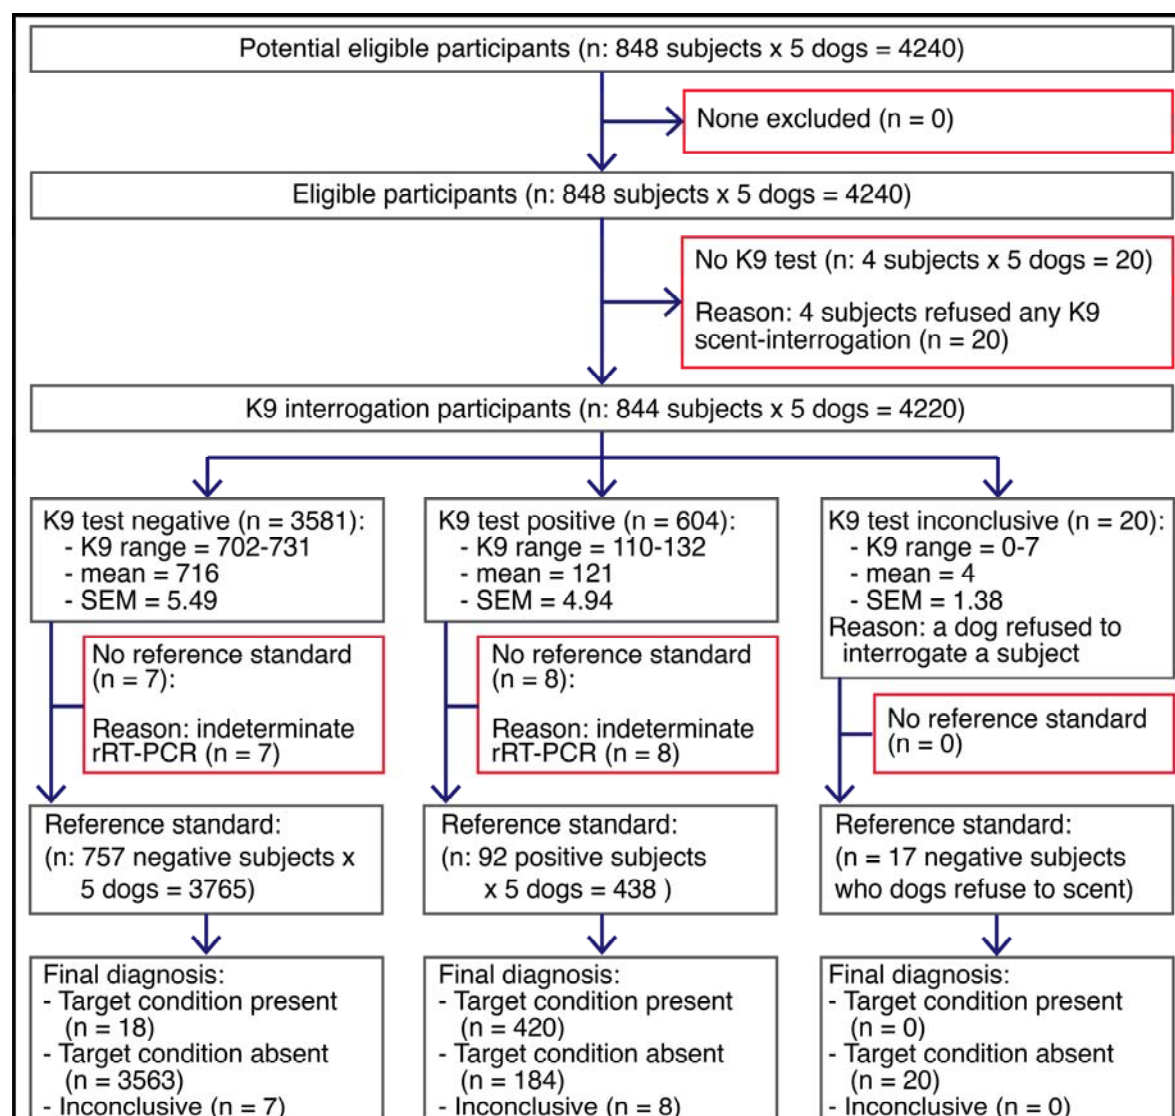 Potential eligible participants (n: 848 subjects x 5 dogs = 4240)
None excluded (n = 0)
Eligible participants (n: 848 subjects x 5 dogs = 4240)
No K9 test (n: 4 subjects x 5 dogs = 20)
Reason: 4 subjects refused any K9
scent-interrogation (n = 20)
K9 interrogation participants (n: 844 subjects x 5 dogs = 4220)
K9 test negative (n = 3581):
- K9 range = 702-731
- mean = 716
- SEM = 5.49
No reference standard
(n = 7):
Reason: indeterminate
rRT-PCR (n = 7)
Reference standard:
(n: 757 negative subjects x
5 dogs = 3765)
Final diagnosis:
- Target condition present
(n = 18)
- Target condition absent
(n = 3563)
- Inconclusive (n = 7)
K9 test positive (n = 604):
- K9 range = 110-132
- mean = 121
- SEM = 4.94
No reference standard
(n = 8):
Reason: indeterminate
rRT-PCR (n = 8)
Reference standard:
(n: 92 positive subjects
x 5 dogs = 438 )
Final diagnosis:
- Target condition present
(n = 420)
- Target condition absent
(n = 184)
- Inconclusive (n = 8)
K9 test inconclusive (n = 20):
- K9 range = 0-7
- mean = 4
- SEM = 1.38
Reason: a dog refused to
interrogate a subject
No reference standard
(n = 0)
Reference standard:
(n = 17 negative subjects
who dogs refuse to scent)
Final diagnosis:
- Target condition present
(n = 0)
- Target condition absent
(n = 20)
- Inconclusive (n = 0)